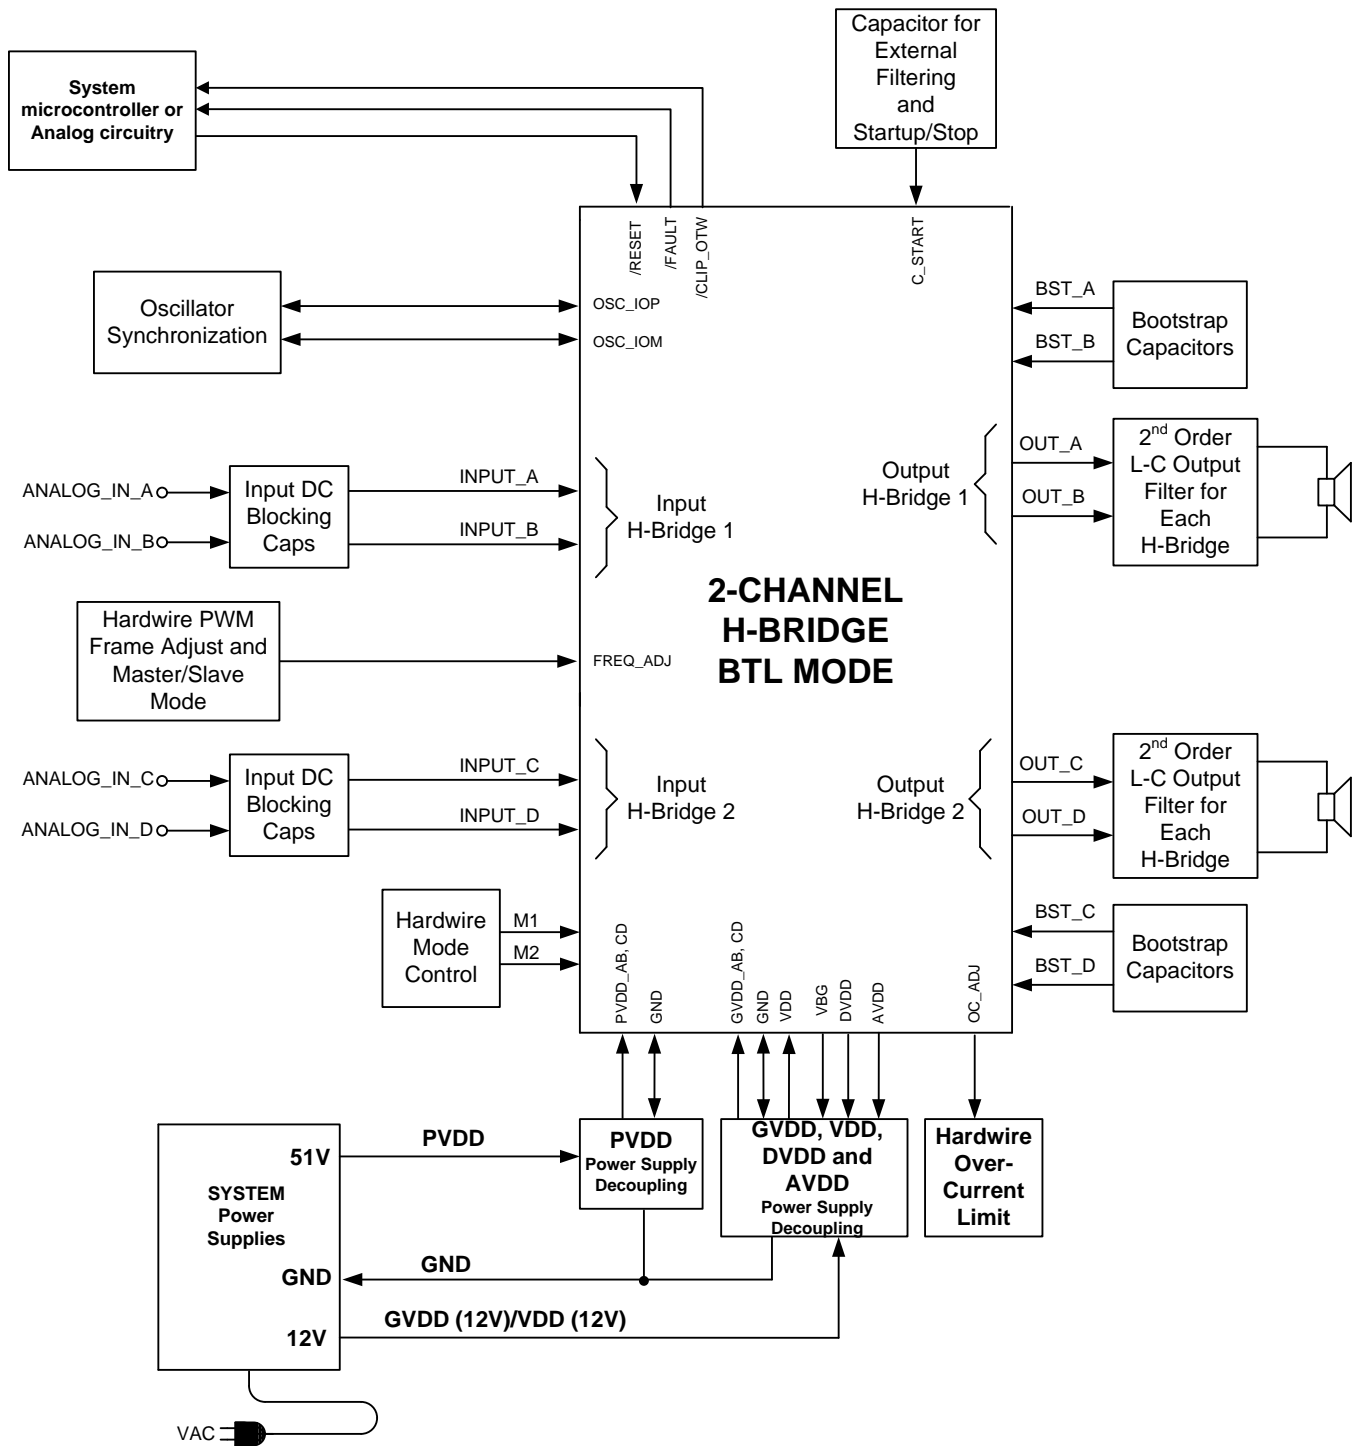 Capacitor for
External
Filtering
and
Startup/Stop
System
microcontroller or
Analog circuitry
/RESET
/FAULT
/CLIP_OTW
C_START
Oscillator
Synchronization
OSC_IOP
OSC_IOM
BST_A
BST_B
Bootstrap
Capacitors
ANALOG_IN_A
ANALOG_IN_B
Input DC
Blocking
Caps
INPUT_A
INPUT_B
Input
H-Bridge 1
Output
H-Bridge 1
OUT_A
OUT_B
2nd Order
L-C Output
Filter for
Each
H-Bridge
2-CHANNEL
H-BRIDGE
BTL MODE
Hardwire PWM
Frame Adjust and
Master/Slave
Mode
FREQ_ADJ
ANALOG_IN_C
ANALOG_IN_D
Input DC
Blocking
Caps
INPUT_C
INPUT_D
Input
H-Bridge 2
Output
H-Bridge 2
OUT_C
OUT_D
2nd Order
L-C Output
Filter for
Each
H-Bridge
Hardwire
Mode
Control
M1
M2
PVDD_AB, CD
GND
GVDD_AB, CD
GND
VDD
VBG
DVDD
AVDD
OC_ADJ
BST_C
BST_D
Bootstrap
Capacitors
PVDD
Power Supply
Decoupling
GVDD, VDD,
DVDD and
AVDD
Power Supply
Decoupling
Hardwire
Over-
Current
Limit
51V
PVDD
SYSTEM
Power
Supplies
GND
GND
12V
GVDD (12V)/VDD (12V)
VAC